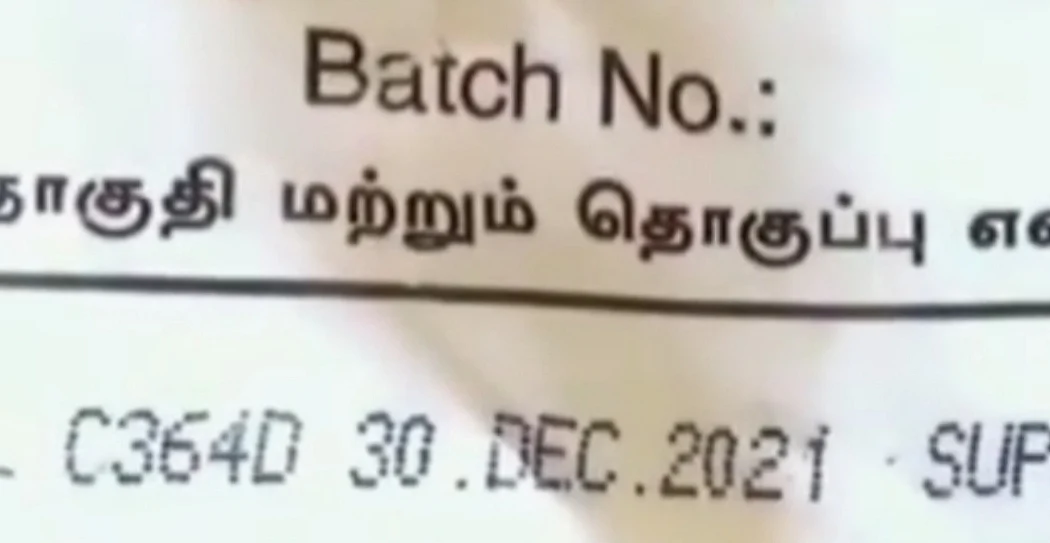 Batch No.:
மற்றும் தொகுப்பு
C364D 30.DEC.2021